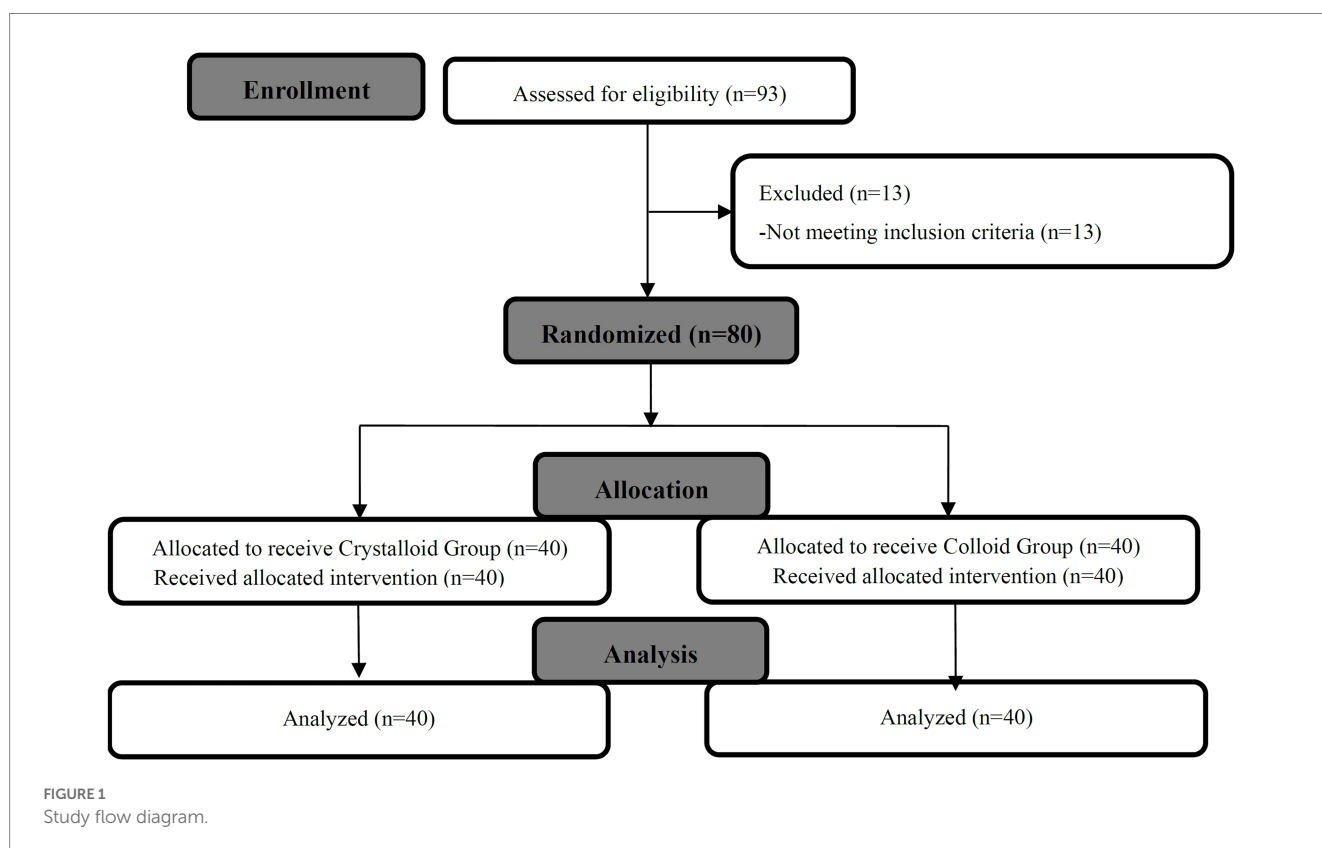 Enrollment
Assessed for eligibility (n=93)
Excluded (n=13)
-Not meeting inclusion criteria (n=13)
Randomized (n=80)
Allocation
Allocated to receive Crystalloid Group (n=40)
Received allocated intervention (n=40)
Allocated to receive Colloid Group (n=40)
Received allocated intervention (n=40)
Analysis
Analyzed (n=40)
Analyzed (n=40)
FIGURE 1
Study flow diagram.